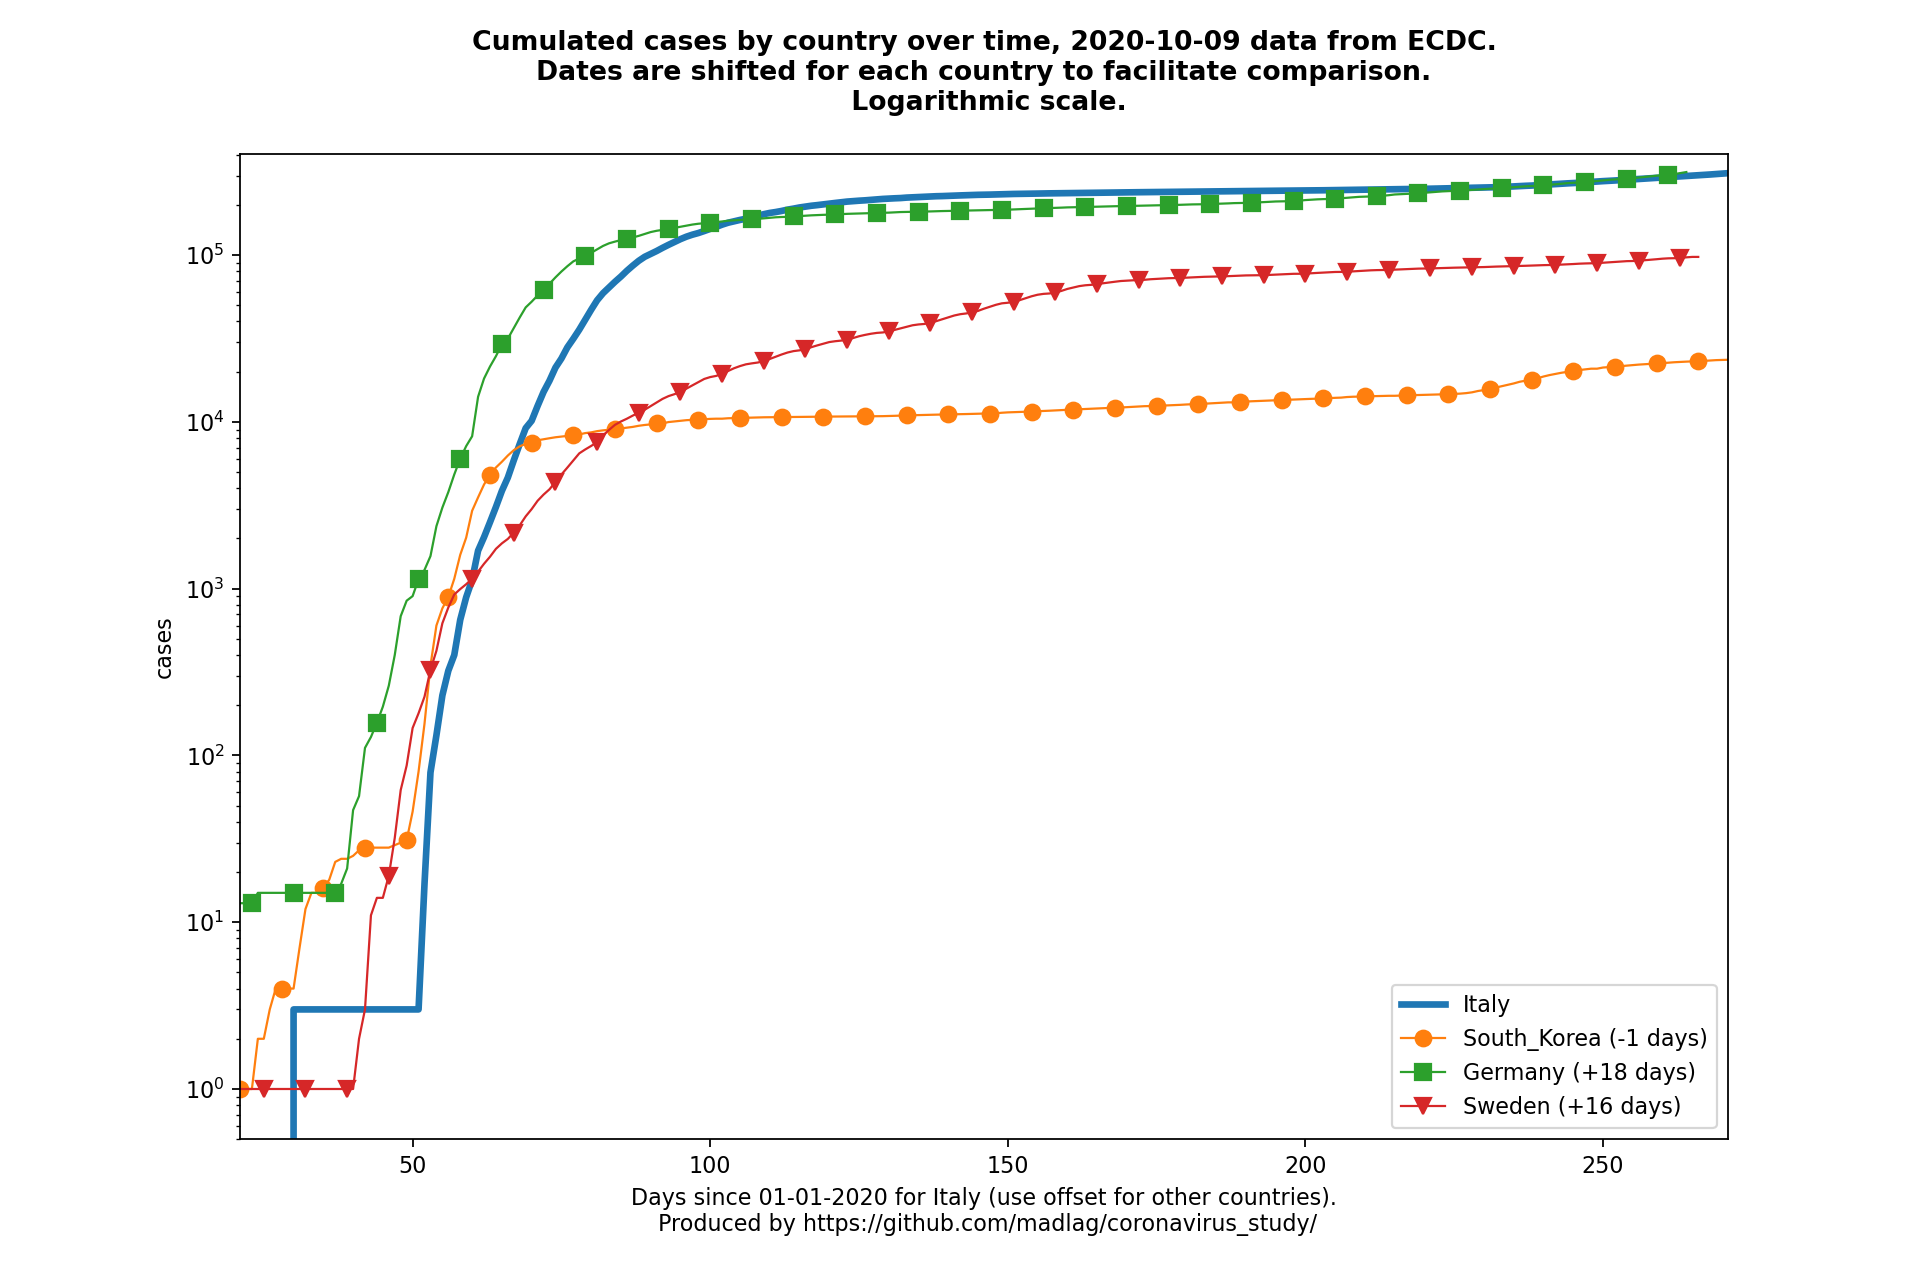 Cumulated cases by country over time, 2020-10-09 data from ECDC.
Dates are shifted for each country to facilitate comparison.
Logarithmic scale.
10^5
10^4
10^3
10^2
10^1
10^0
cases
50
100
150
200
250
Italy
South_Korea (-1 days)
Germany (+18 days)
Sweden (+16 days)
Days since 01-01-2020 for Italy (use offset for other countries).
Produced by https://github.com/madlag/coronavirus_study/